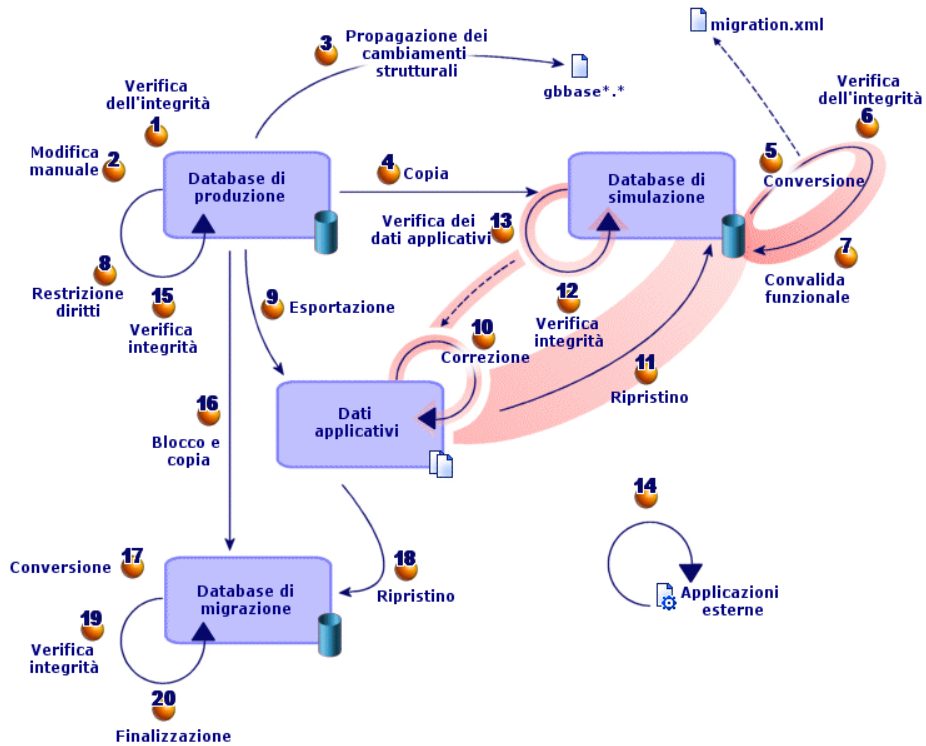 3
Propagazione dei
cambiamenti
strutturali
gbbase*.*
migration.xml
Verifica
dell'integrità
1
Modifica
manuale
2
Database di
produzione
4
Copia
Database di
simulazione
5
Conversione
Verifica
dell'integrità
6
7
Convalida
funzionale
Verifica dei
dati applicativi
13
8
Restrizione
diritti
15
Verifica
integrità
9
Esportazione
10
Correzione
12
Verifica
integrità
11
Ripristino
Dati
applicativi
16
Blocco e
copia
14
Applicazioni
esterne
17
Conversione
Database di
migrazione
18
Ripristino
19
Verifica
integrità
20
Finalizzazione